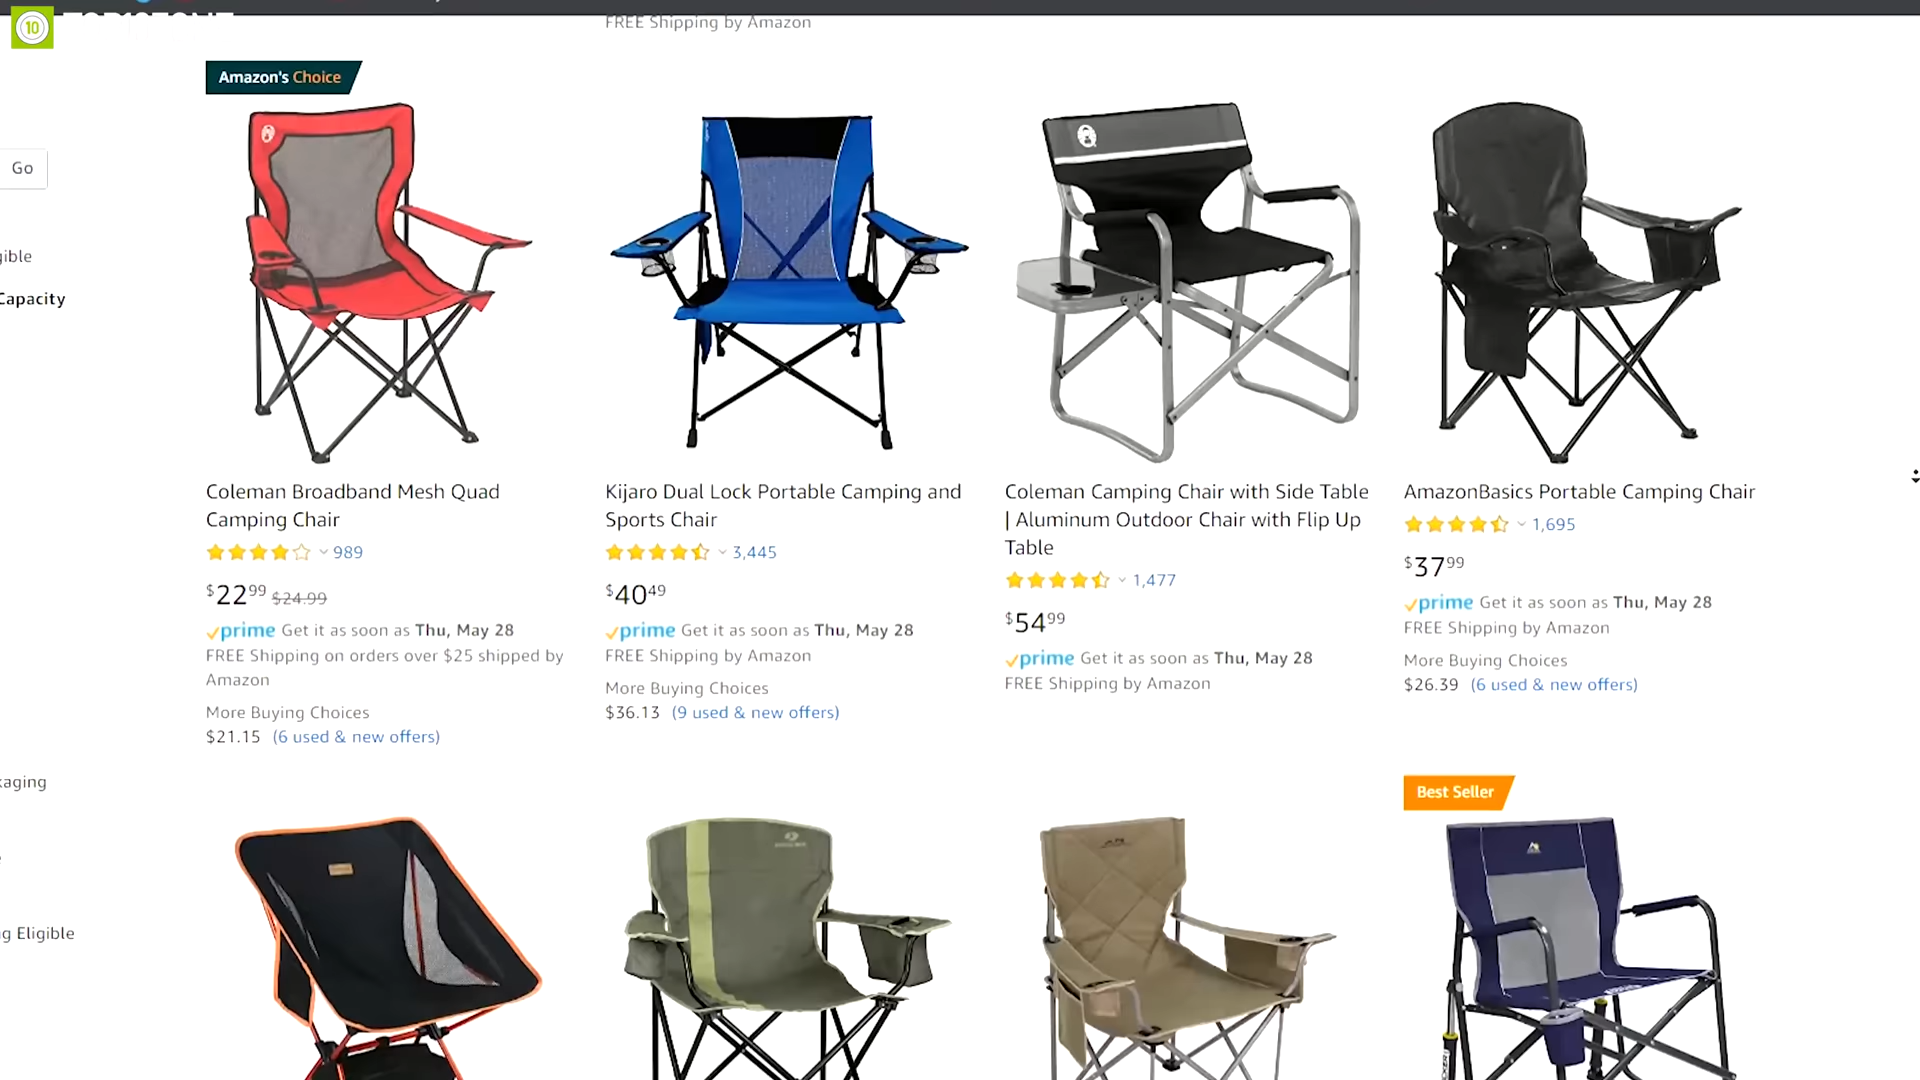 10
FREE Shipping by Amazon
Amazon's Choice
Go
gible
Capacity
Coleman Broadband Mesh Quad
Camping Chair
989
$22.99 $24.99
prime Get it as soon as Thu, May 28
FREE Shipping on orders over $25 shipped by
Amazon
More Buying Choices
$21.15 (6 used & new offers)
Kijaro Dual Lock Portable Camping and
Sports Chair
3,445
$40.49
prime Get it as soon as Thu, May 28
FREE Shipping by Amazon
More Buying Choices
$36.13 (9 used & new offers)
Coleman Camping Chair with Side Table
| Aluminum Outdoor Chair with Flip Up
Table
1,477
$54.99
prime Get it as soon as Thu, May 28
FREE Shipping by Amazon
AmazonBasics Portable Camping Chair
1,695
$37.99
prime Get it as soon as Thu, May 28
FREE Shipping by Amazon
More Buying Choices
$26.39 (6 used & new offers)
kaging
g Eligible
Best Seller